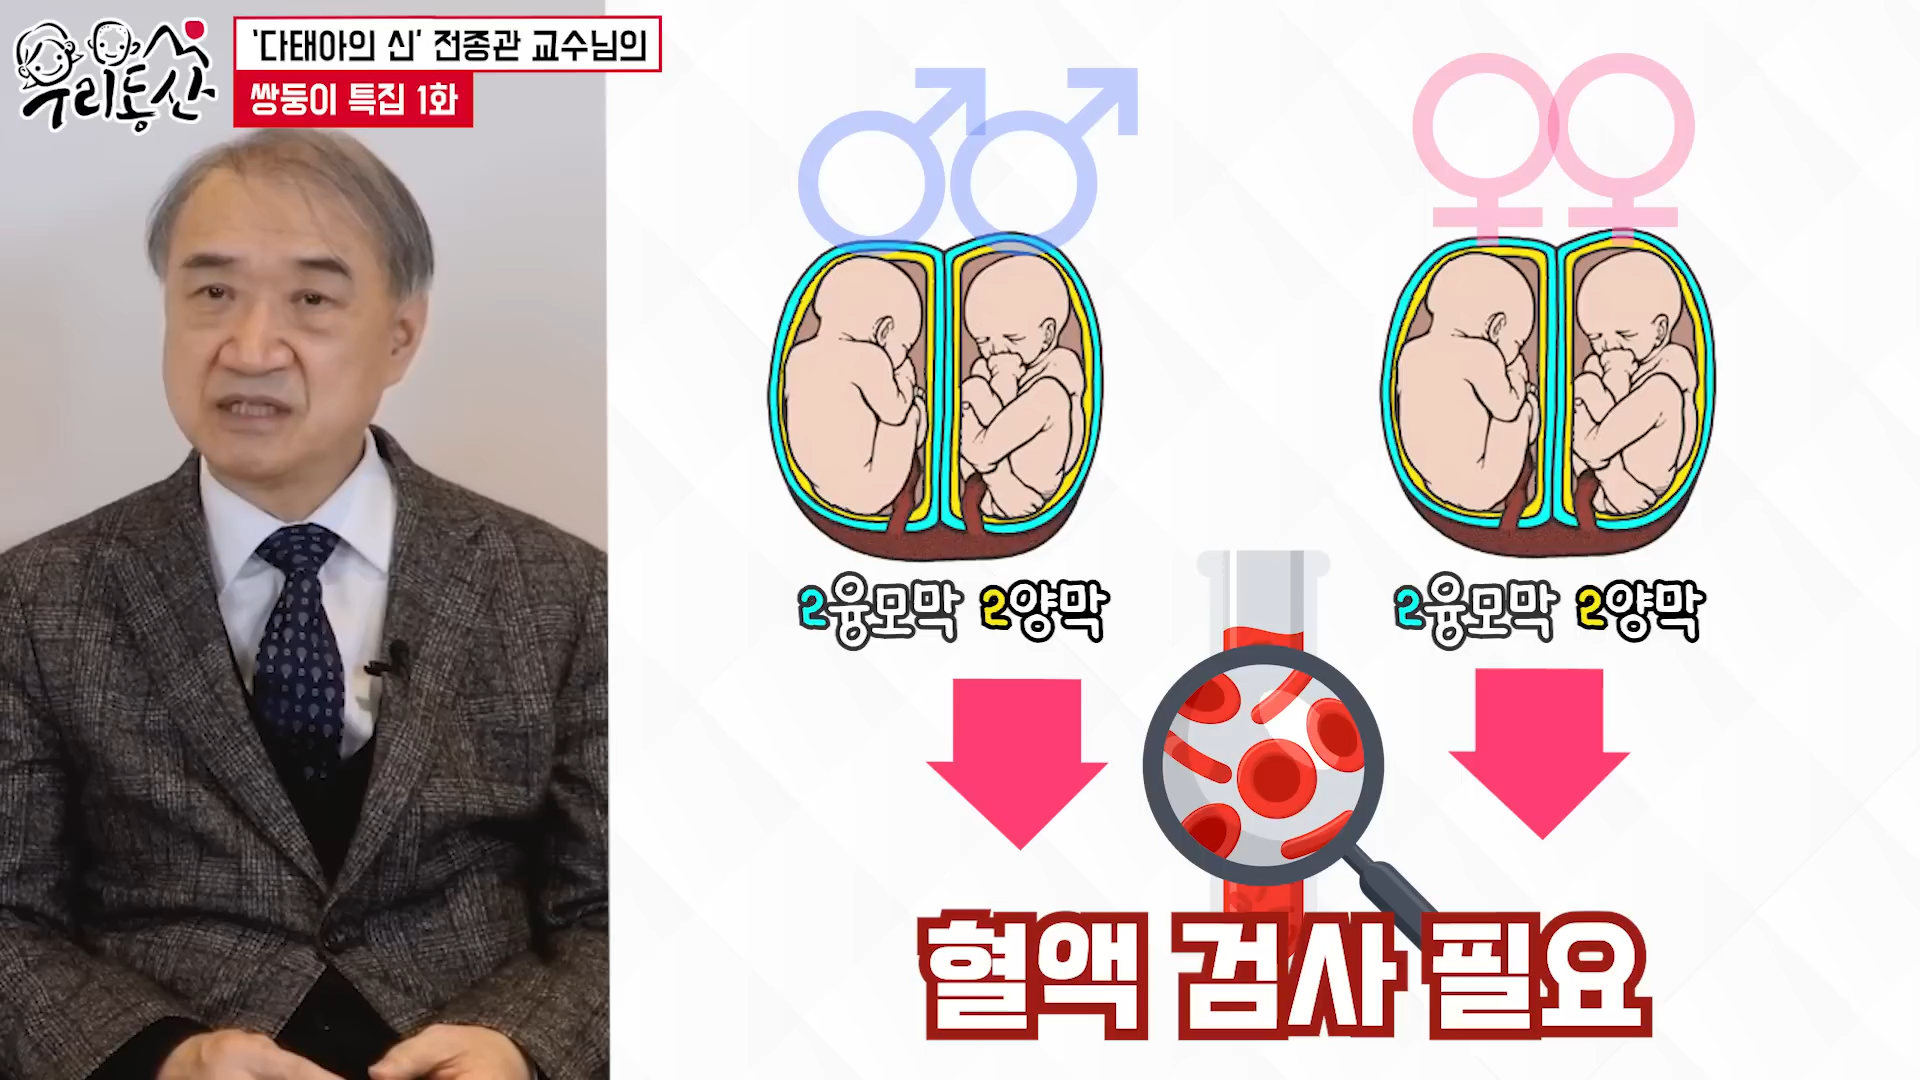 우리동산
'다태아의 신' 전종관 교수님의
쌍둥이 특집 1화
2융모막 2양막
2융모막 2양막
혈액 검사 필요